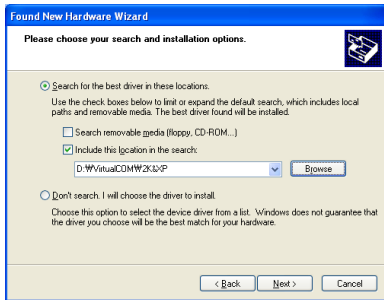 Found New Hardware Wizard
Please choose your search and installation options.
Search for the best driver in these locations.
Use the check boxes below to limit or expand the default search, which includes local
paths and removable media. The best driver found will be installed.
Search removable media (floppy, CD-ROM...)
Include this location in the search:
D:₩VirtualCOM₩2K&XP
Browse
Don't search. I will choose the driver to install.
Choose this option to select the device driver from a list. Windows does not guarantee that
the driver you choose will be the best match for your hardware.
< Back
Next >
Cancel